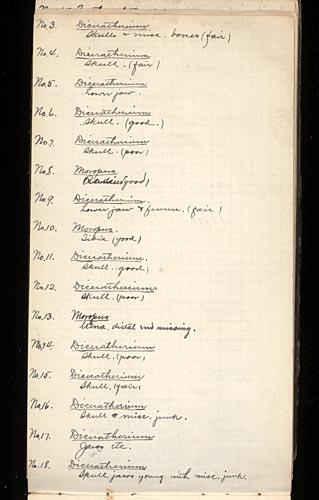 No. 3. Diceratherium
Skulls & misc. bones (fair)
No. 4. Diceratherium
Skull. (fair)
No. 5. Diceratherium
Lower jaw
No. 6. Diceratherium
Skull. (good.)
No. 7. Diceratherium
Skull. (poor)
No. 8. Moropus
Radius (good)
No. 9. Diceratherium.
Lower jaw & femur. (fair)
No. 10. Moropus.
Tibia (good)
No. 11. Diceratherium.
Skull. (good)
No. 12 Diceratherium
Skull. (poor)
No. 13. Moropus
Ulna. distal end missing.
No. 14. Diceratherium
Skull. (poor)
No. 15. Diceratherium
Skull. (fair)
No. 16. Diceratherium
Skull & misc. junk.
No. 17. Diceratherium
Jaws etc.
No. 18. Diceratherium
Skull jaws young. with misc. junk.